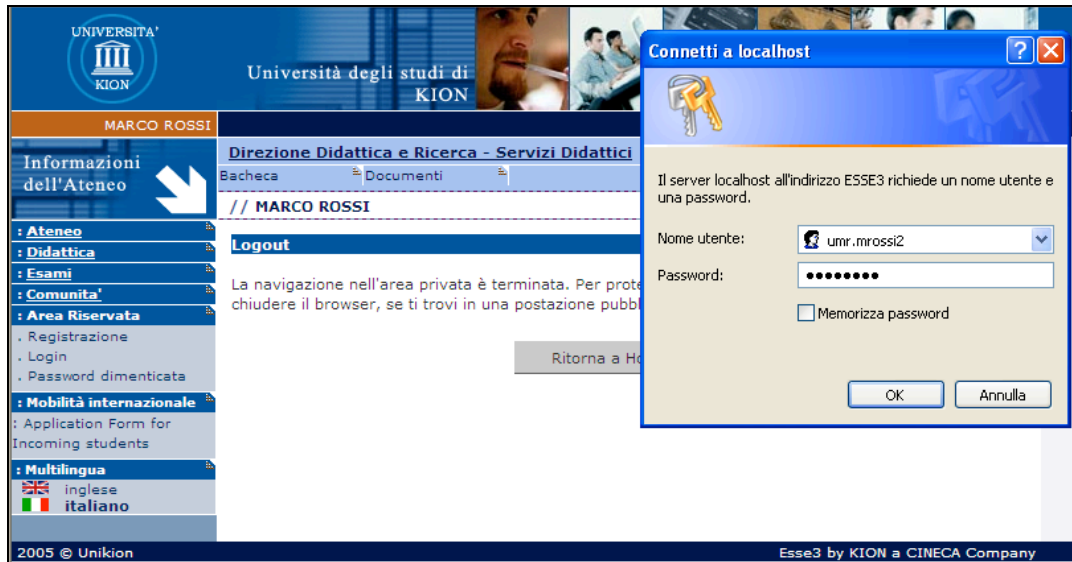 UNIVERSITA'
KION
Università degli studi di
KION
MARCO ROSSI
Informazioni
dell'Ateneo
: Ateneo
: Didattica
: Esami
: Comunita'
: Area Riservata
. Registrazione
. Login
. Password dimenticata
: Mobilità internazionale
: Application Form for
Incoming students
: Multilingua
inglese
italiano
Direzione Didattica e Ricerca - Servizi Didattici
Bacheca Documenti
// MARCO ROSSI
Logout
La navigazione nell'area privata è terminata. Per
chiudere il browser, se ti trovi in una postazione
Ritorna a
Connetti a localhost
Il server localhost all'indirizzo ESSE3 richiede un nome utente e
una password.
Nome utente: umr.mrossi2
Password: ••••••••
Memorizza password
OK Annulla
2005 © Unikion Esse3 by KION a CINECA Company